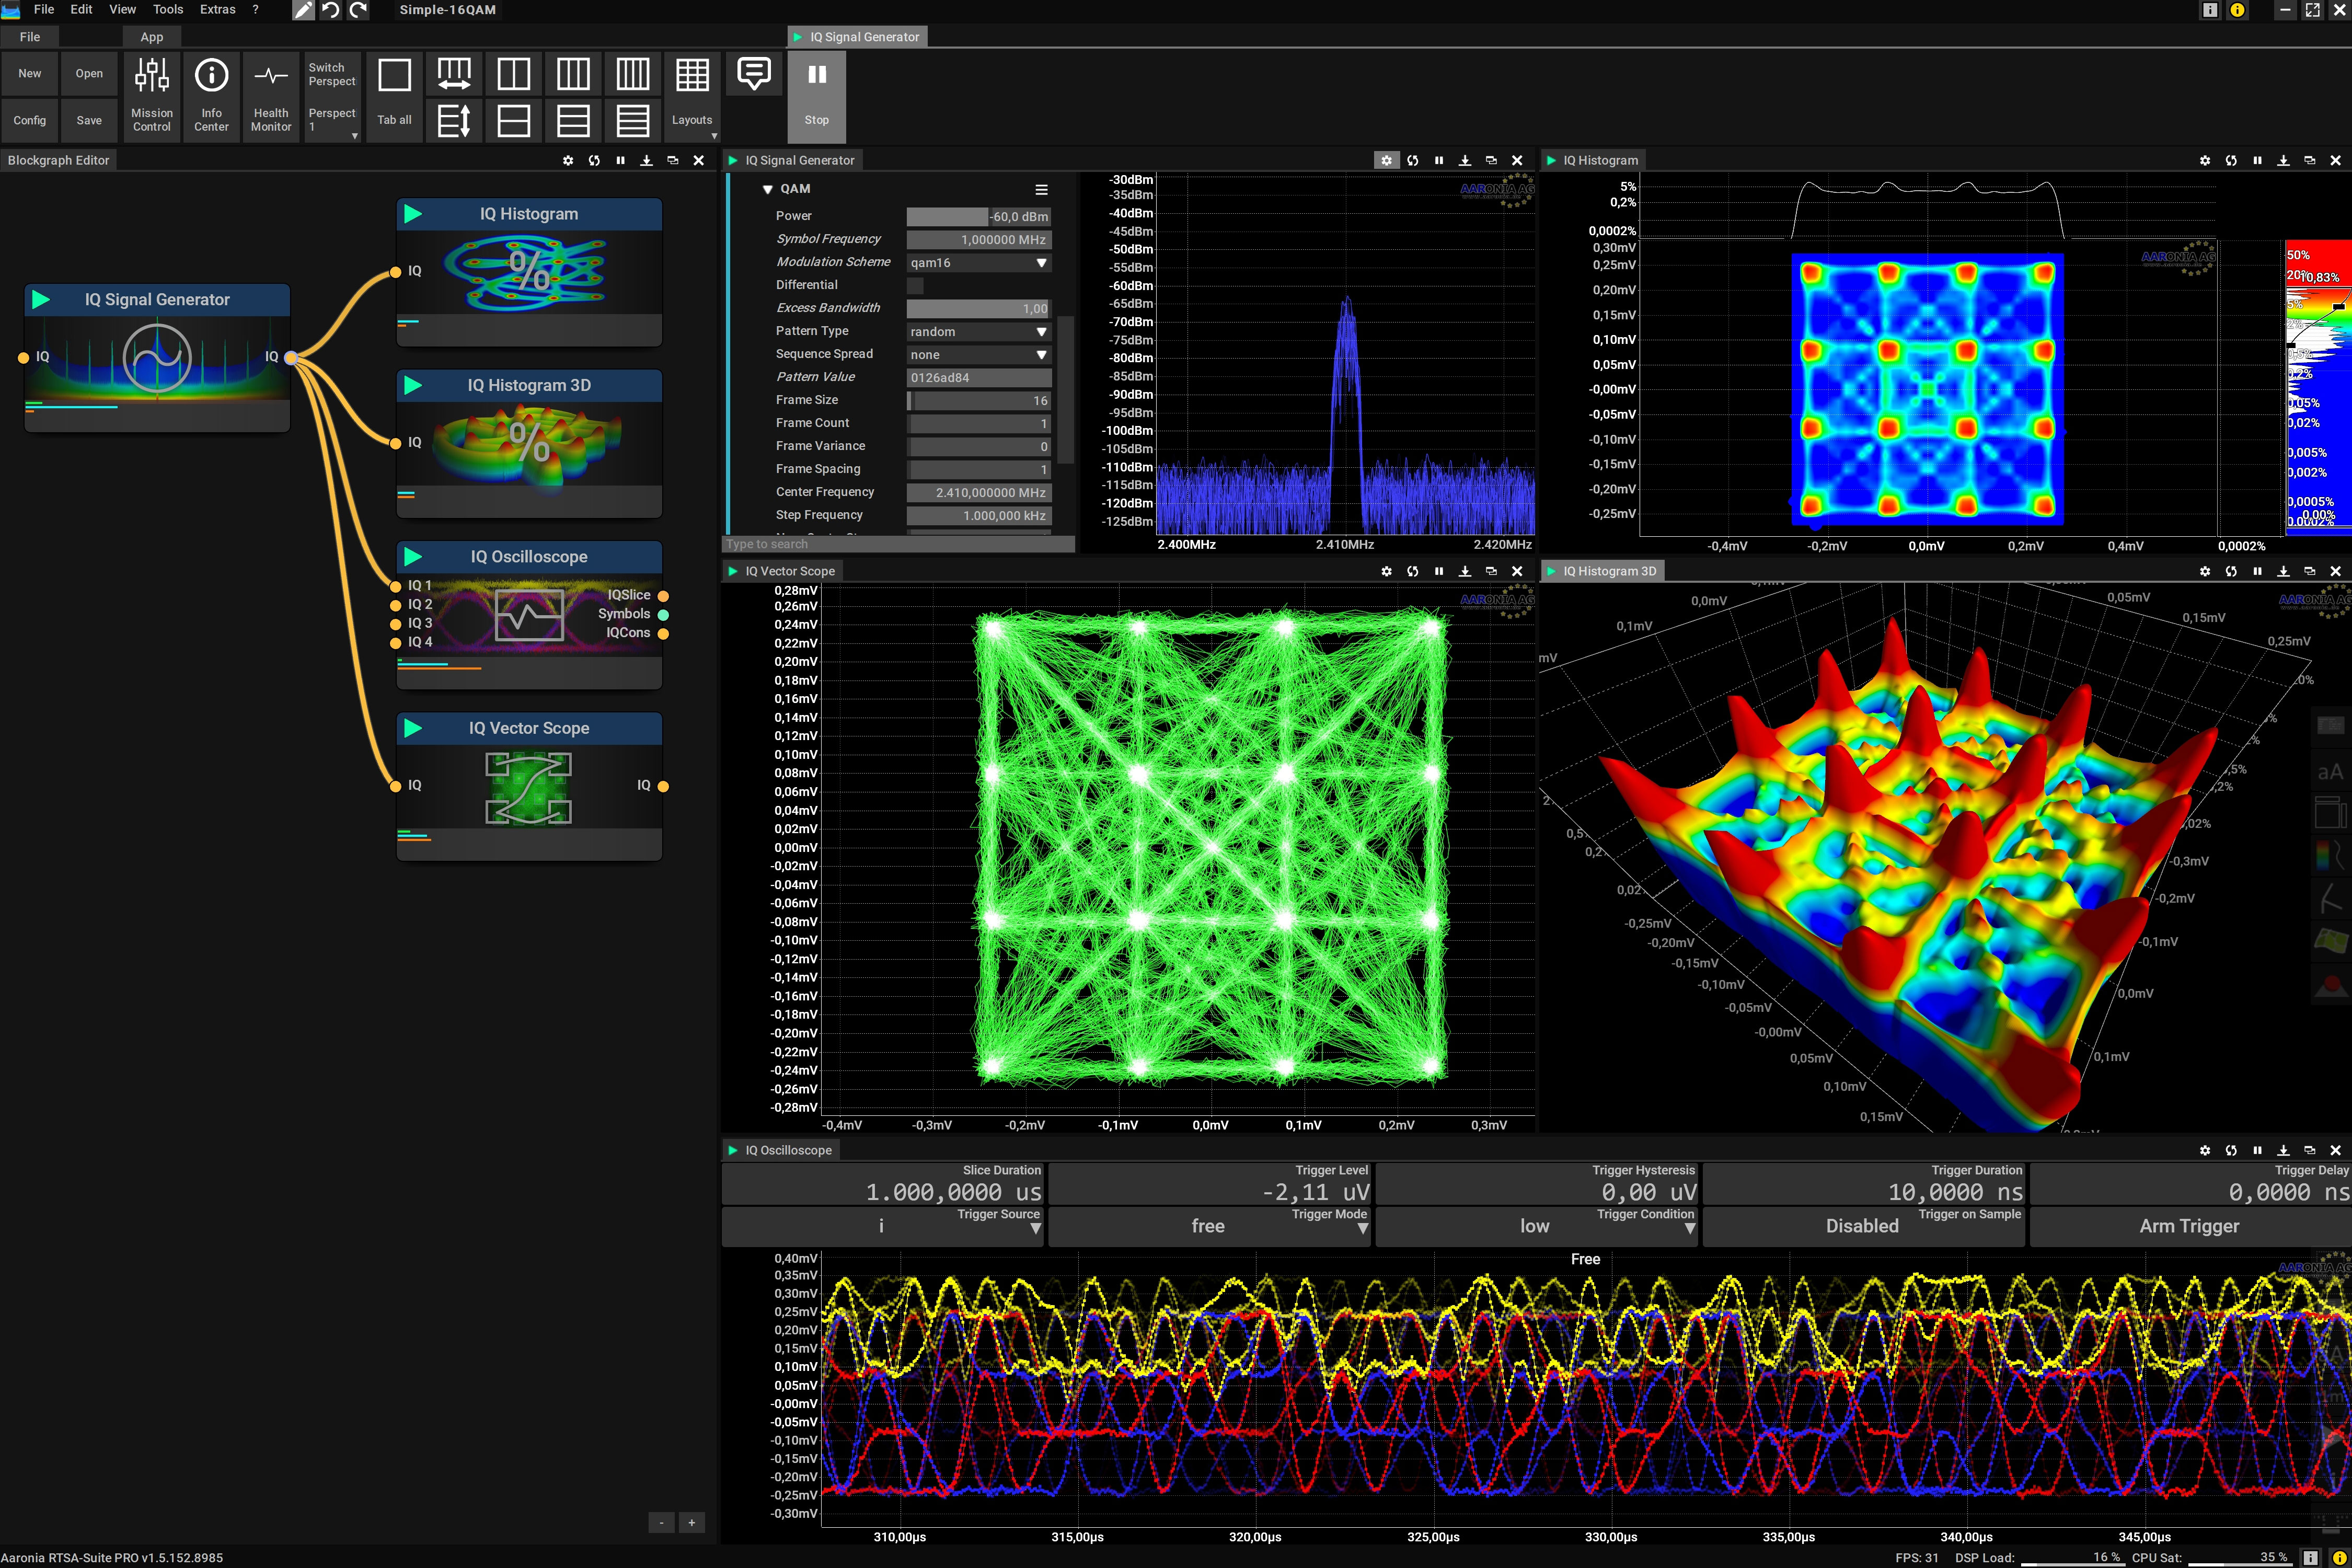 File Edit View Tools Extras ? Simple-16QAM
File App IQ Signal Generator
New Open Mission Control Info Center Health Monitor Switch Perspect Perspect 1 Tab all Layouts Stop
Config Save
Blockgraph Editor
IQ Histogram
IQ
IQ Signal Generator
IQ IQ
IQ Histogram 3D
IQ
IQ Oscilloscope
IQ 1
IQ 2
IQ 3
IQ 4
IQSlice
Symbols
IQCons
IQ Vector Scope
IQ IQ
- +
IQ Signal Generator
QAM
Power -60,0 dBm
Symbol Frequency 1,000000 MHz
Modulation Scheme qam16
Differential
Excess Bandwidth 1,00
Pattern Type random
Sequence Spread none
Pattern Value 0126ad84
Frame Size 16
Frame Count 1
Frame Variance 0
Frame Spacing 1
Center Frequency 2.410,000000 MHz
Step Frequency 1.000,000 kHz
Type to search
-30dBm
-35dBm
-40dBm
-45dBm
-50dBm
-55dBm
-60dBm
-65dBm
-70dBm
-75dBm
-80dBm
-85dBm
-90dBm
-95dBm
-100dBm
-105dBm
-110dBm
-115dBm
-120dBm
-125dBm
2.400MHz 2.410MHz 2.420MHz
AARONIA AG
IQ Histogram
5%
0,2%
0,0002%
0,30mV
0,25mV
0,20mV
0,15mV
0,10mV
0,05mV
-0,00mV
-0,05mV
-0,10mV
-0,15mV
-0,20mV
-0,25mV
-0,4mV -0,2mV 0,0mV 0,2mV 0,4mV 0,0002%
AARONIA AG
50%
20%
0,83%
5%
2%
0,5%
0,2%
0,05%
0,02%
0,005%
0,002%
0,0005%
0,00%
0,0002%
IQ Vector Scope
0,28mV
0,26mV
0,24mV
0,22mV
0,20mV
0,18mV
0,16mV
0,14mV
0,12mV
0,10mV
0,08mV
0,06mV
0,04mV
0,02mV
0,00mV
-0,02mV
-0,04mV
-0,06mV
-0,08mV
-0,10mV
-0,12mV
-0,14mV
-0,16mV
-0,18mV
-0,20mV
-0,22mV
-0,24mV
-0,26mV
-0,28mV
-0,4mV -0,3mV -0,2mV -0,1mV 0,0mV 0,1mV 0,2mV 0,3mV
AARONIA AG
IQ Histogram 3D
0,0mV
0,1mV
mV
0,05mV
0,15mV
0,25mV
AARONIA AG
2.
0,5.
0,2.
0,02.
-0,25mV
-0,20mV
-0,15mV
-0,10mV
-0,05mV
-0,00mV
0,05mV
0,10mV
0,15mV
,0%
,%
,5%
,2%
,02%
-0,3mV
-0,2mV
-0,1mV
0,0mV
0,1mV
aA
IQ Oscilloscope
Slice Duration Trigger Level Trigger Hysteresis Trigger Duration Trigger Delay
1.000,0000 us -2,11 uV 0,00 uV 10,0000 ns 0,0000 ns
Trigger Source Trigger Mode Trigger Condition Trigger on Sample
i free low Disabled Arm Trigger
Free
0,40mV
0,35mV
0,30mV
0,25mV
0,20mV
0,15mV
0,10mV
0,05mV
-0,00mV
-0,05mV
-0,10mV
-0,15mV
-0,20mV
-0,25mV
-0,30mV
310,00µs 315,00µs 320,00µs 325,00µs 330,00µs 335,00µs 340,00µs 345,00µs
AARONIA AG
Aaronia RTSA-Suite PRO v1.5.152.8985
FPS: 31 DSP Load: 16 % CPU Sat: 35 %